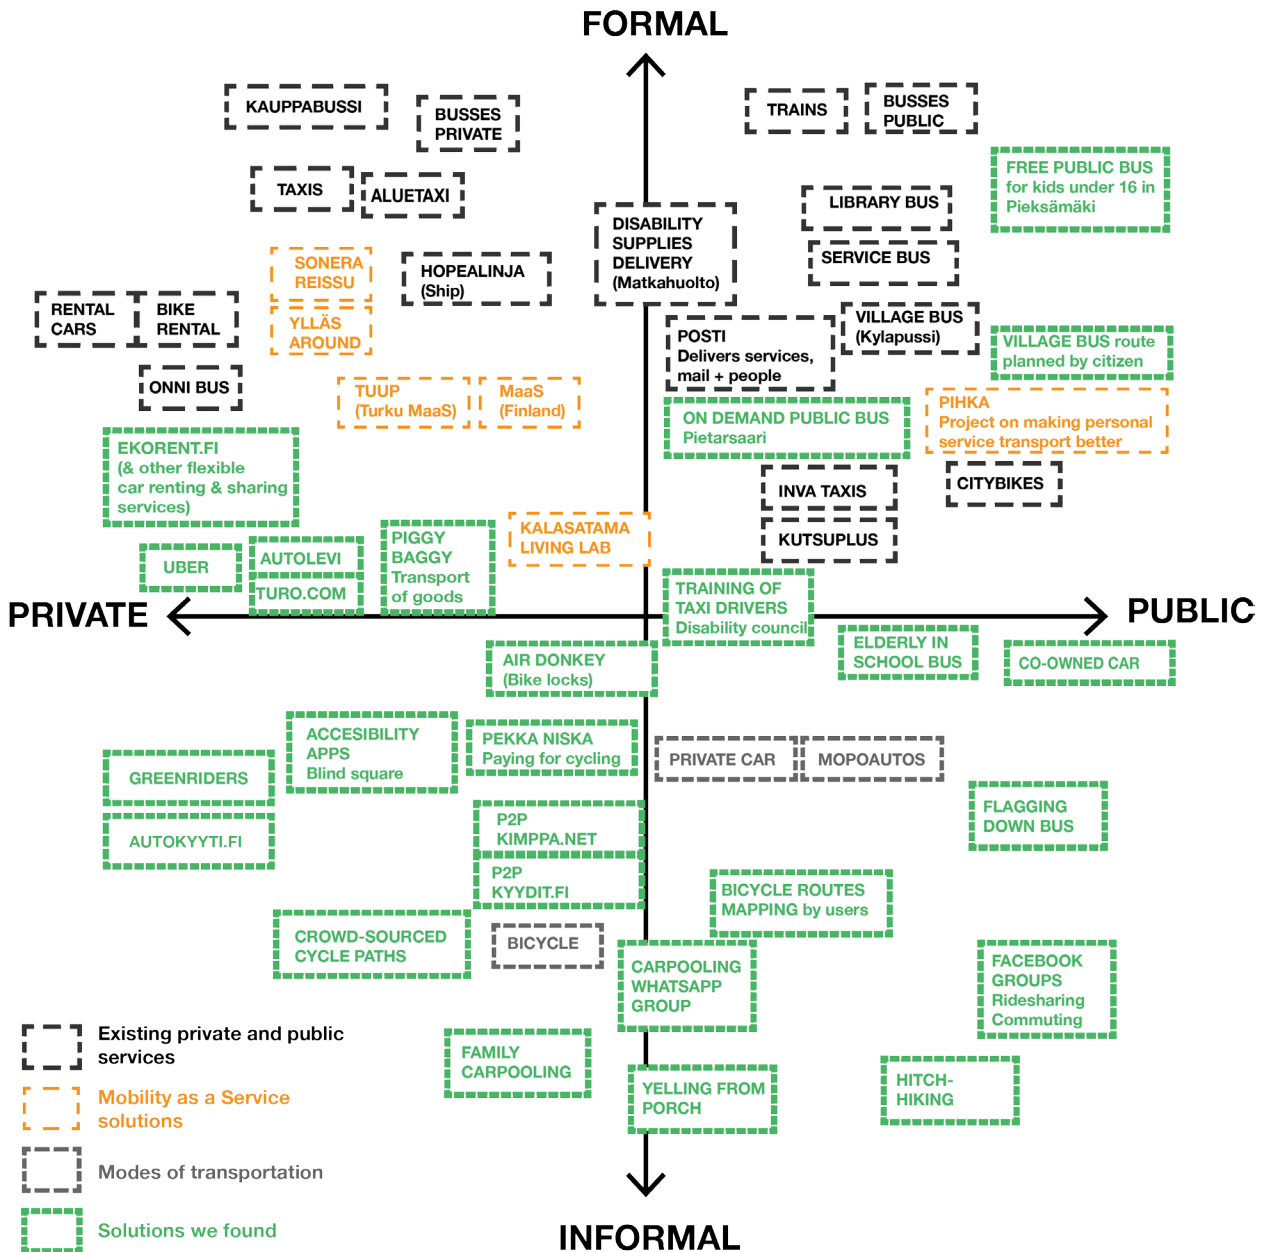 FORMAL
KAUPPABUSSI
BUSSES
PRIVATE
TRAINS
BUSSES
PUBLIC
FREE PUBLIC BUS
for kids under 16 in
Pieksämäki
TAXIS
ALUETAXI
LIBRARY BUS
DISABILITY
SUPPLIES
DELIVERY
(Matkahuolto)
SERVICE BUS
SONERA
REISSU
HOPEALINJA
(Ship)
RENTAL
CARS
BIKE
RENTAL
YLLÄS
AROUND
POSTI
Delivers services,
mail + people
VILLAGE BUS
(Kylapussi)
VILLAGE BUS route
planned by citizen
ONNI BUS
TUUP
(Turku MaaS)
MaaS
(Finland)
ON DEMAND PUBLIC BUS
Pietarsaari
PIHKA
Project on making personal
service transport better
EKORENT.FI
(& other flexible
car renting & sharing
services)
INVA TAXIS
CITYBIKES
KALASATAMA
LIVING LAB
KUTSUPLUS
UBER
AUTOLEVI
TURO.COM
PIGGY
BAGGY
Transport
of goods
TRAINING OF
TAXI DRIVERS
Disability council
PRIVATE
PUBLIC
AIR DONKEY
(Bike locks)
ELDERLY IN
SCHOOL BUS
CO-OWNED CAR
ACCESIBILITY
APPS
Blind square
PEKKA NISKA
Paying for cycling
PRIVATE CAR
MOPOAUTOS
GREENRIDERS
FLAGGING
DOWN BUS
AUTOKYYTI.FI
P2P
KIMPPA.NET
P2P
KYYDIT.FI
BICYCLE ROUTES
MAPPING by users
CROWD-SOURCED
CYCLE PATHS
BICYCLE
CARPOOLING
WHATSAPP
GROUP
FACEBOOK
GROUPS
Ridesharing
Commuting
FAMILY
CARPOOLING
YELLING FROM
PORCH
HITCH-
HIKING
Existing private and public
services
Mobility as a Service
solutions
Modes of transportation
Solutions we found
INFORMAL